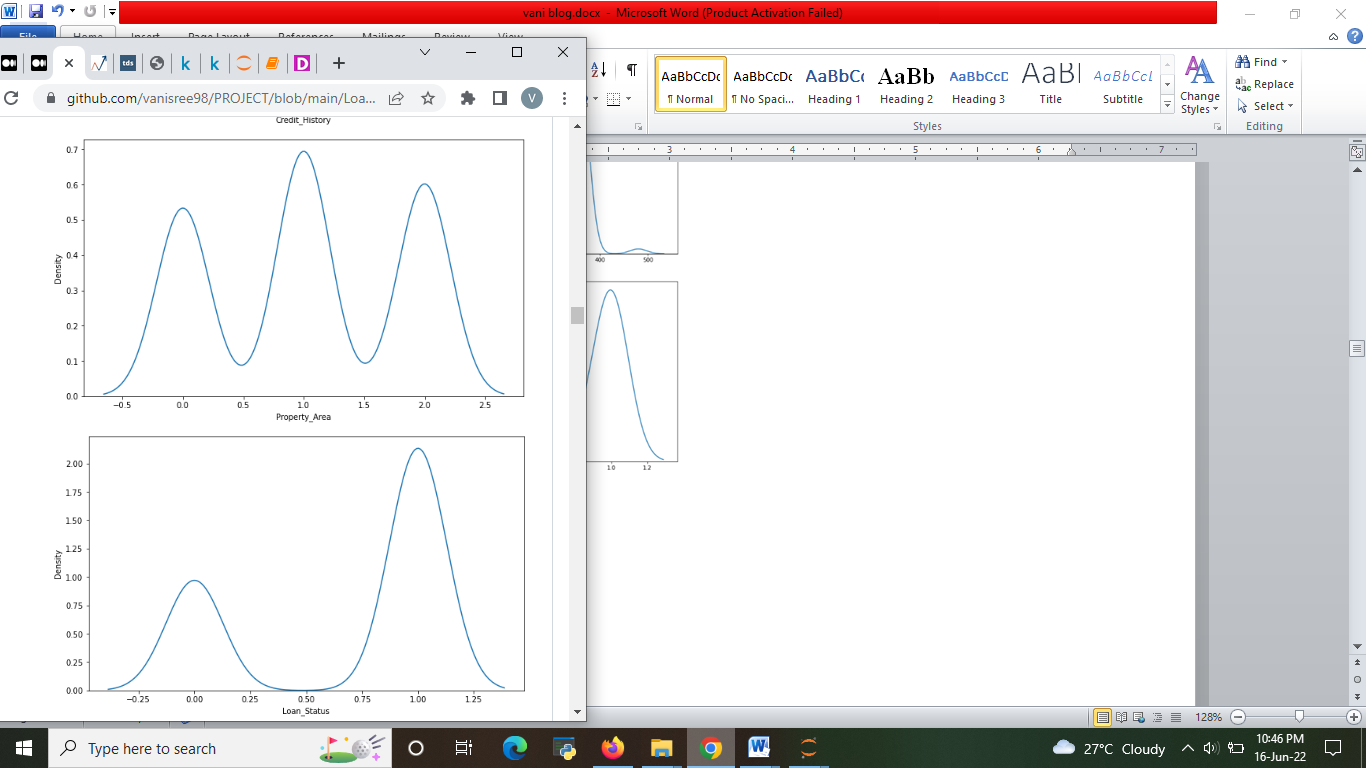 vani blog.docx - Microsoft Word (Product Activation Failed)
File Home Insert Page Layout References Mailings Review View
tds k k D
github.com/vanisree98/PROJECT/blob/main/Loa... V
AaBbCcDc AaBbCcDc AaBbCc AaBb AaBbCcD AaB AaBbCcL
¶ Normal ¶ No Spaci... Heading 1 Heading 2 Heading 3 Title Subtitle
Change Styles
Find
Replace
Select
Styles Editing
3 4 5 6 7
Credit_History
0.7
0.6
0.5
0.4
0.3
0.2
0.1
0.0
Density
−0.5 0.0 0.5 1.0 1.5 2.0 2.5
Property_Area
2.00
1.75
1.50
1.25
1.00
0.75
0.50
0.25
0.00
Density
−0.25 0.00 0.25 0.50 0.75 1.00 1.25
Loan_Status
400 500
1.0 1.2
128%
Type here to search
27°C Cloudy
10:46 PM
16-Jun-22